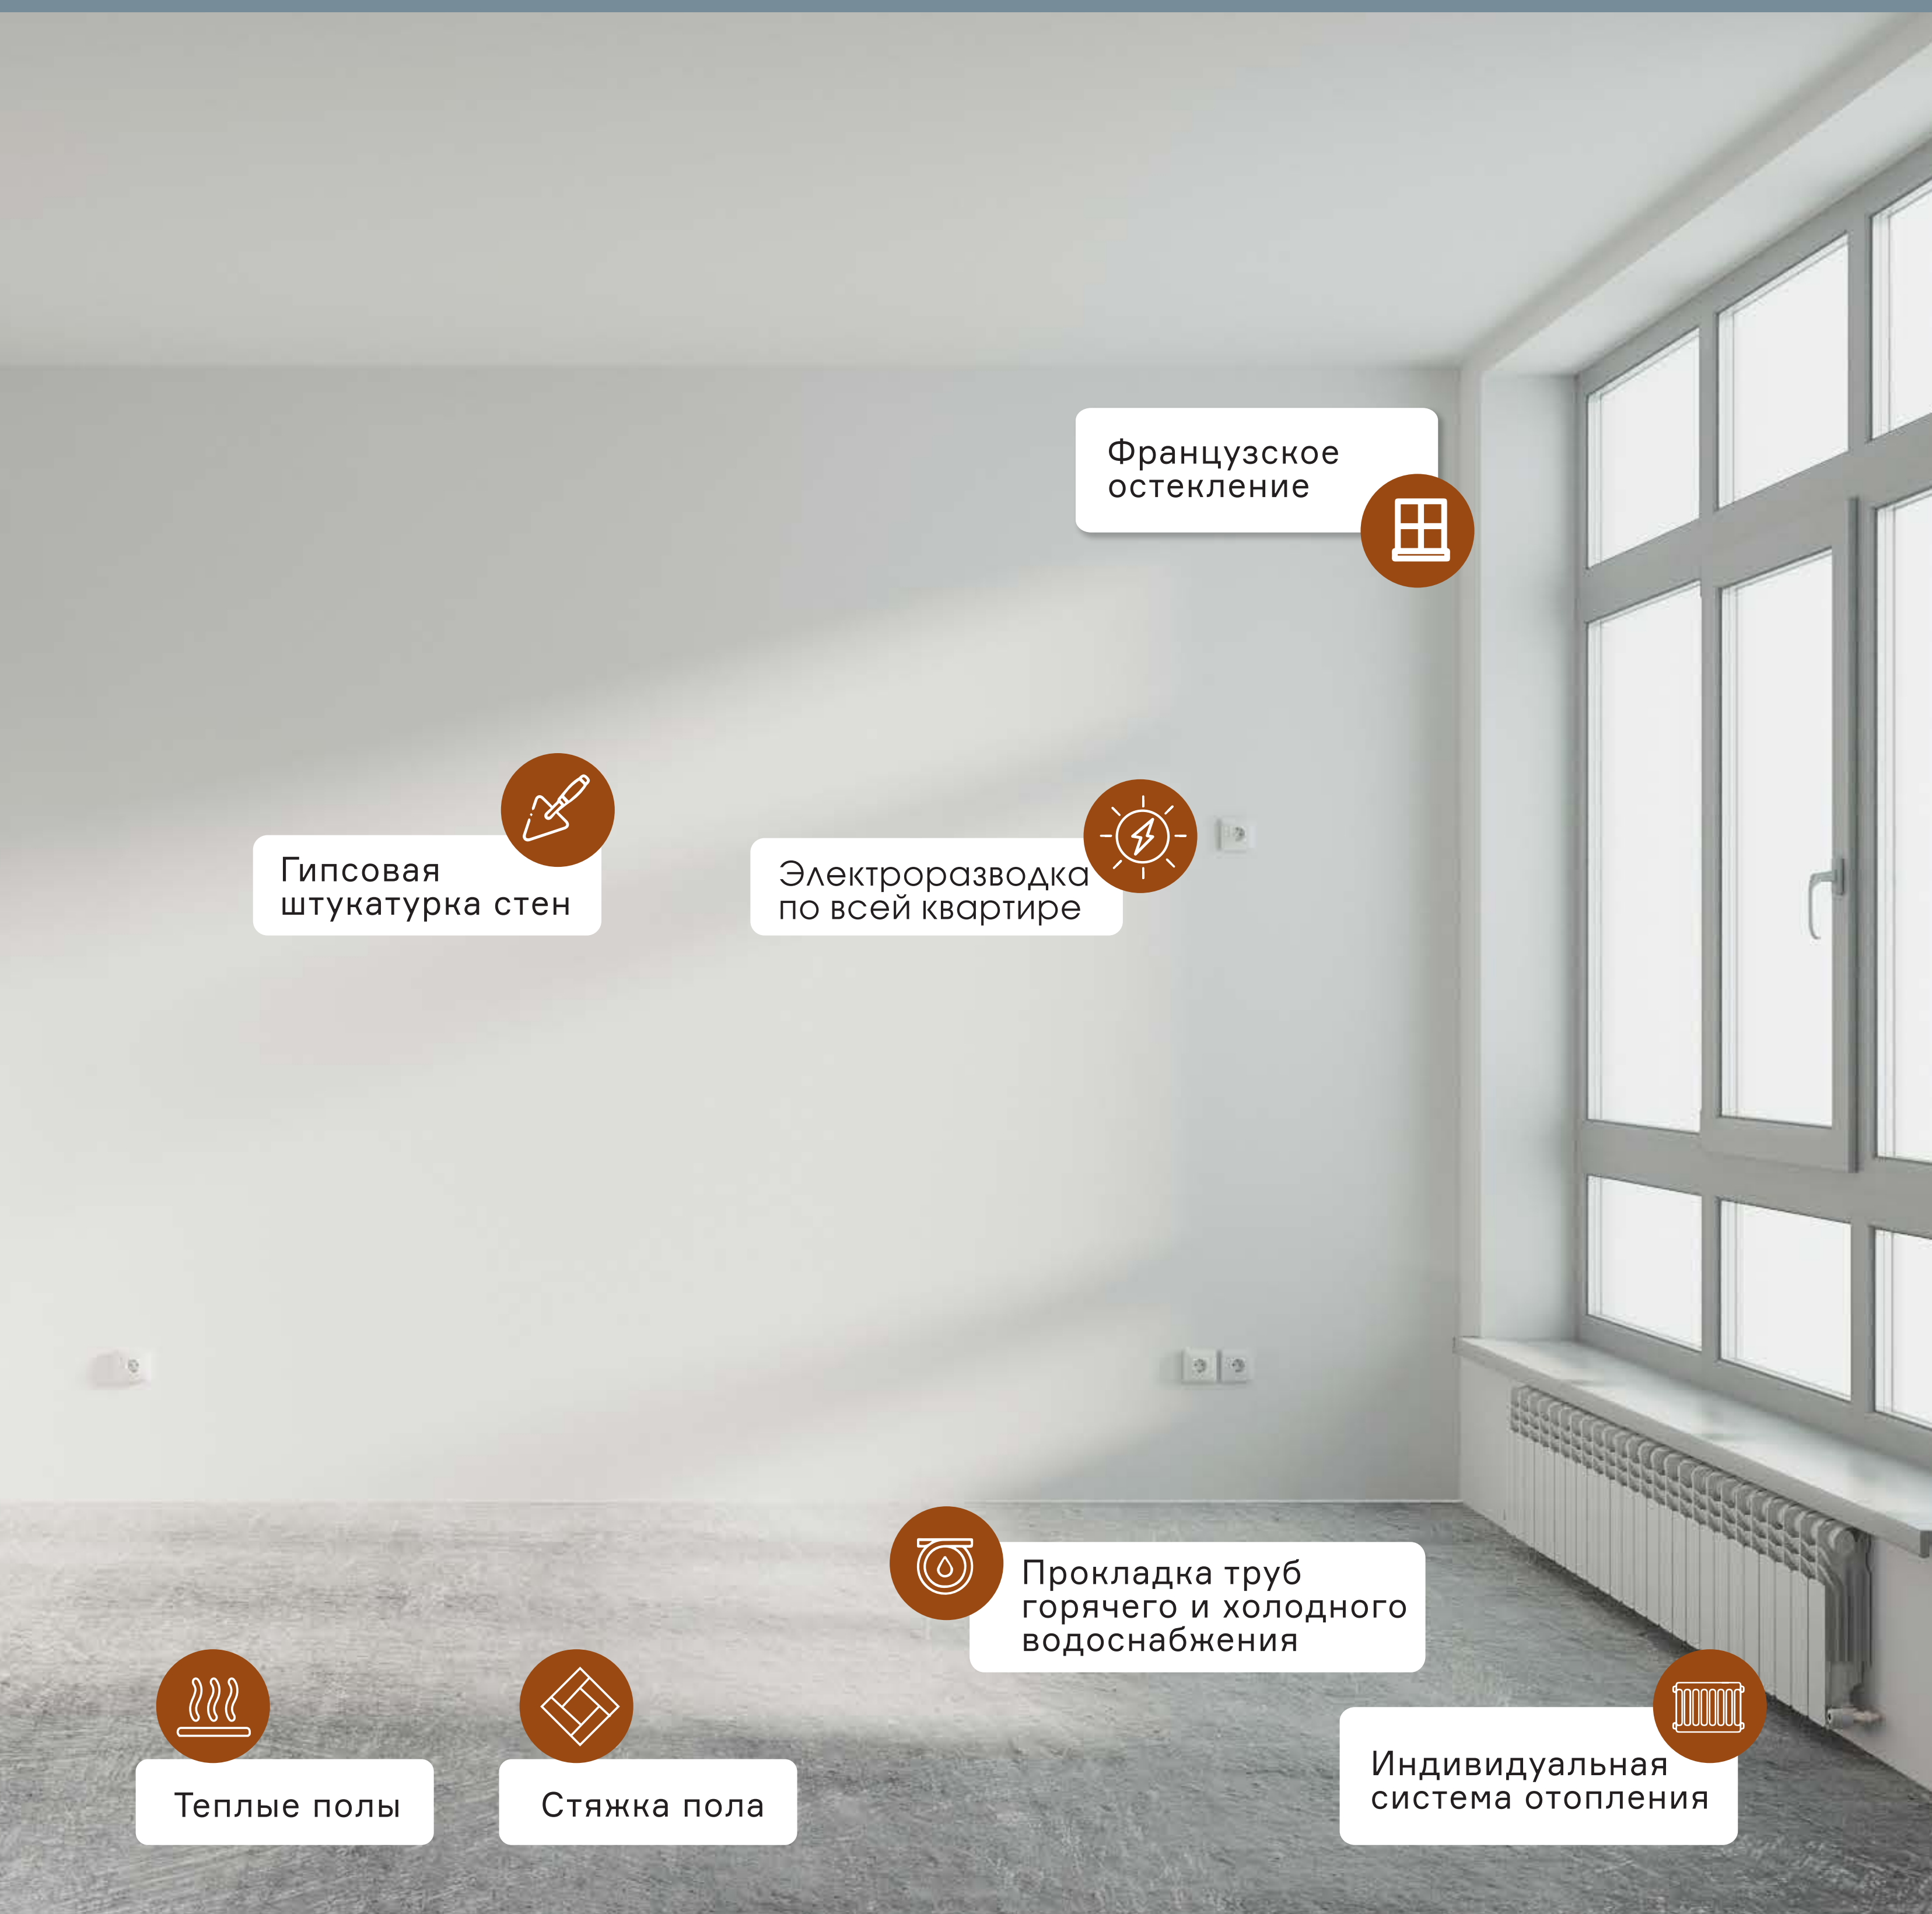 Французское
остекление
Гипсовая
штукатурка стен
Электроразводка
по всей квартире
Прокладка труб
горячего и холодного
водоснабжения
Теплые полы
Стяжка пола
Индивидуальная
система отопления